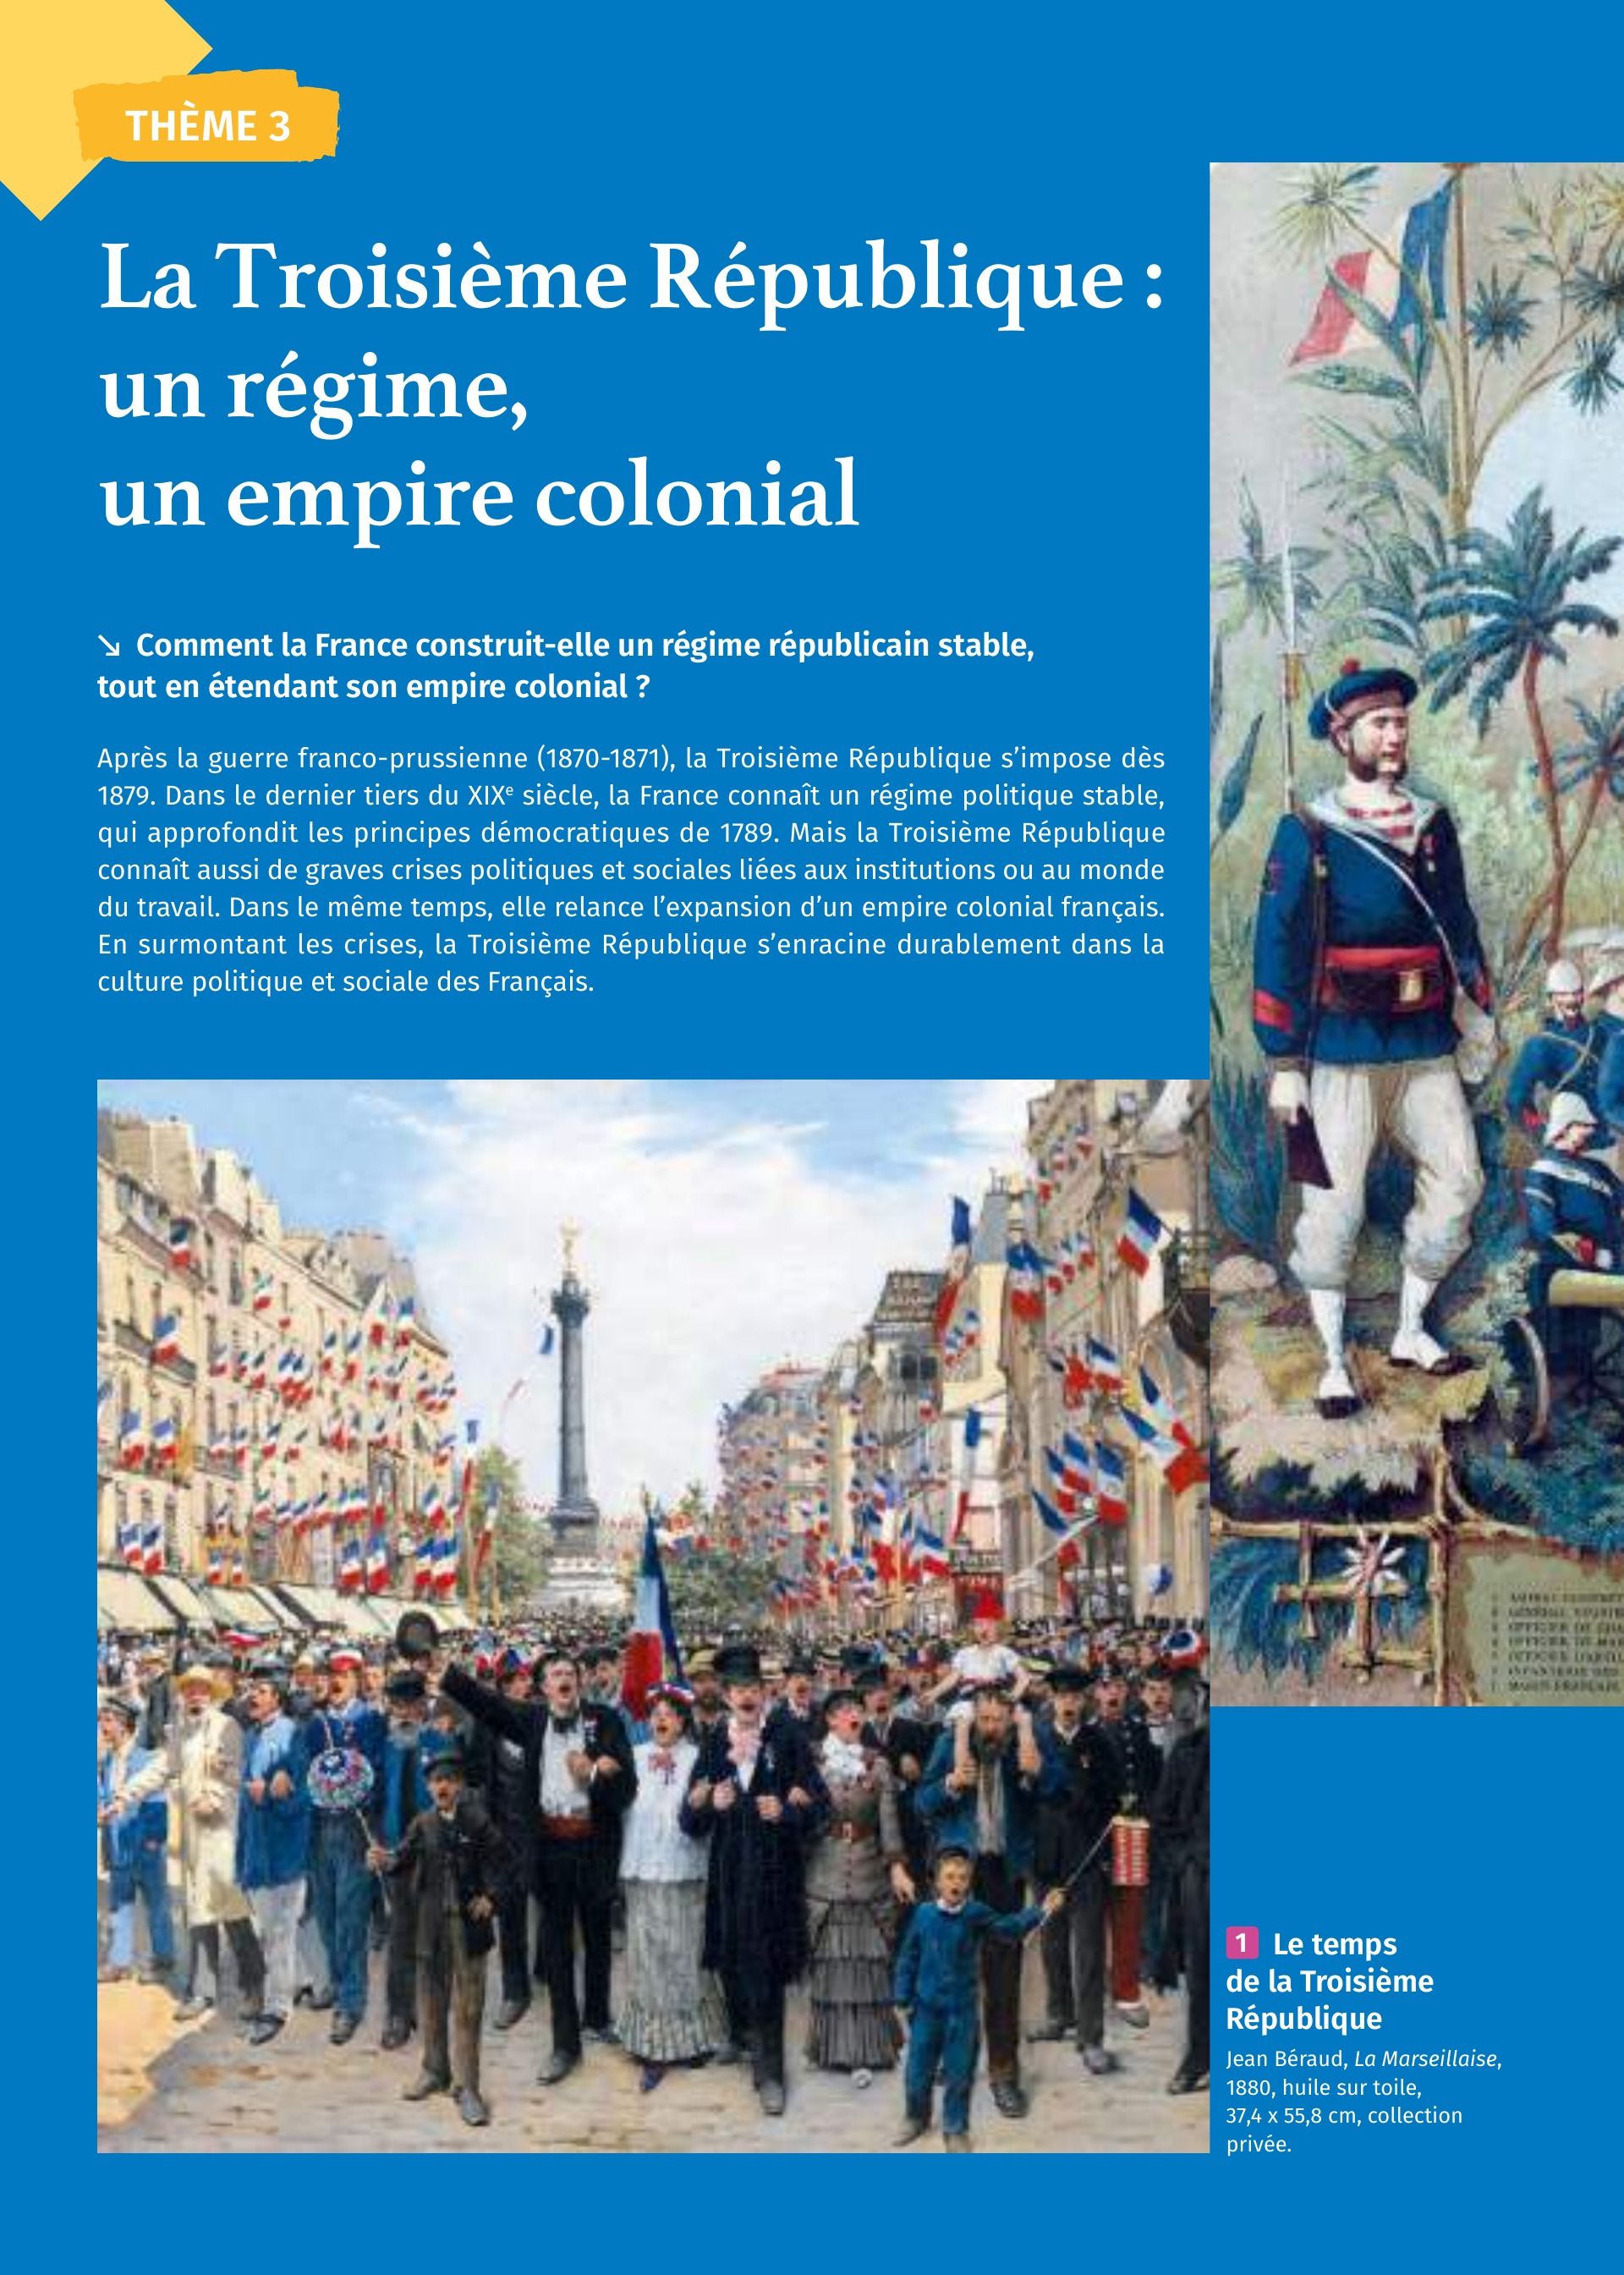 THÈME 3
La Troisième République :
un régime,
un empire colonial
↘ Comment la France construit-elle un régime républicain stable,
tout en étendant son empire colonial ?
Après la guerre franco-prussienne (1870-1871), la Troisième République s’impose dès
1879. Dans le dernier tiers du XIXᵉ siècle, la France connaît un régime politique stable,
qui approfondit les principes démocratiques de 1789. Mais la Troisième République
connaît aussi de graves crises politiques et sociales liées aux institutions ou au monde
du travail. Dans le même temps, elle relance l’expansion d’un empire colonial français.
En surmontant les crises, la Troisième République s’enracine durablement dans la
culture politique et sociale des Français.
1 Le temps
de la Troisième
République
Jean Béraud, La Marseillaise,
1880, huile sur toile,
37,4 x 55,8 cm, collection
privée.